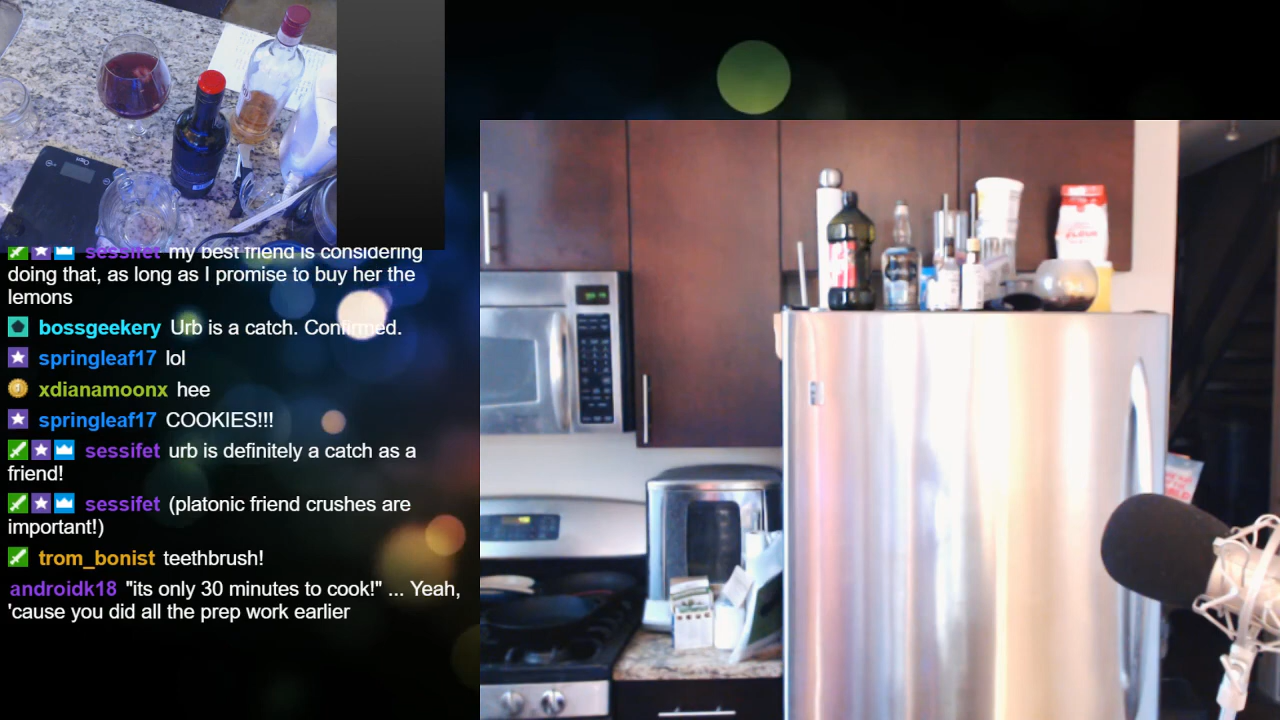 sessifet my best friend is considering
doing that, as long as I promise to buy her the
lemons
bossgeekery Urb is a catch. Confirmed.
springleaf17 lol
xdianamoonx hee
springleaf17 COOKIES!!!
sessifet urb is definitely a catch as a
friend!
sessifet (platonic friend crushes are
important!)
trom_bonist teethbrush!
androidk18 "its only 30 minutes to cook!" ... Yeah,
'cause you did all the prep work earlier